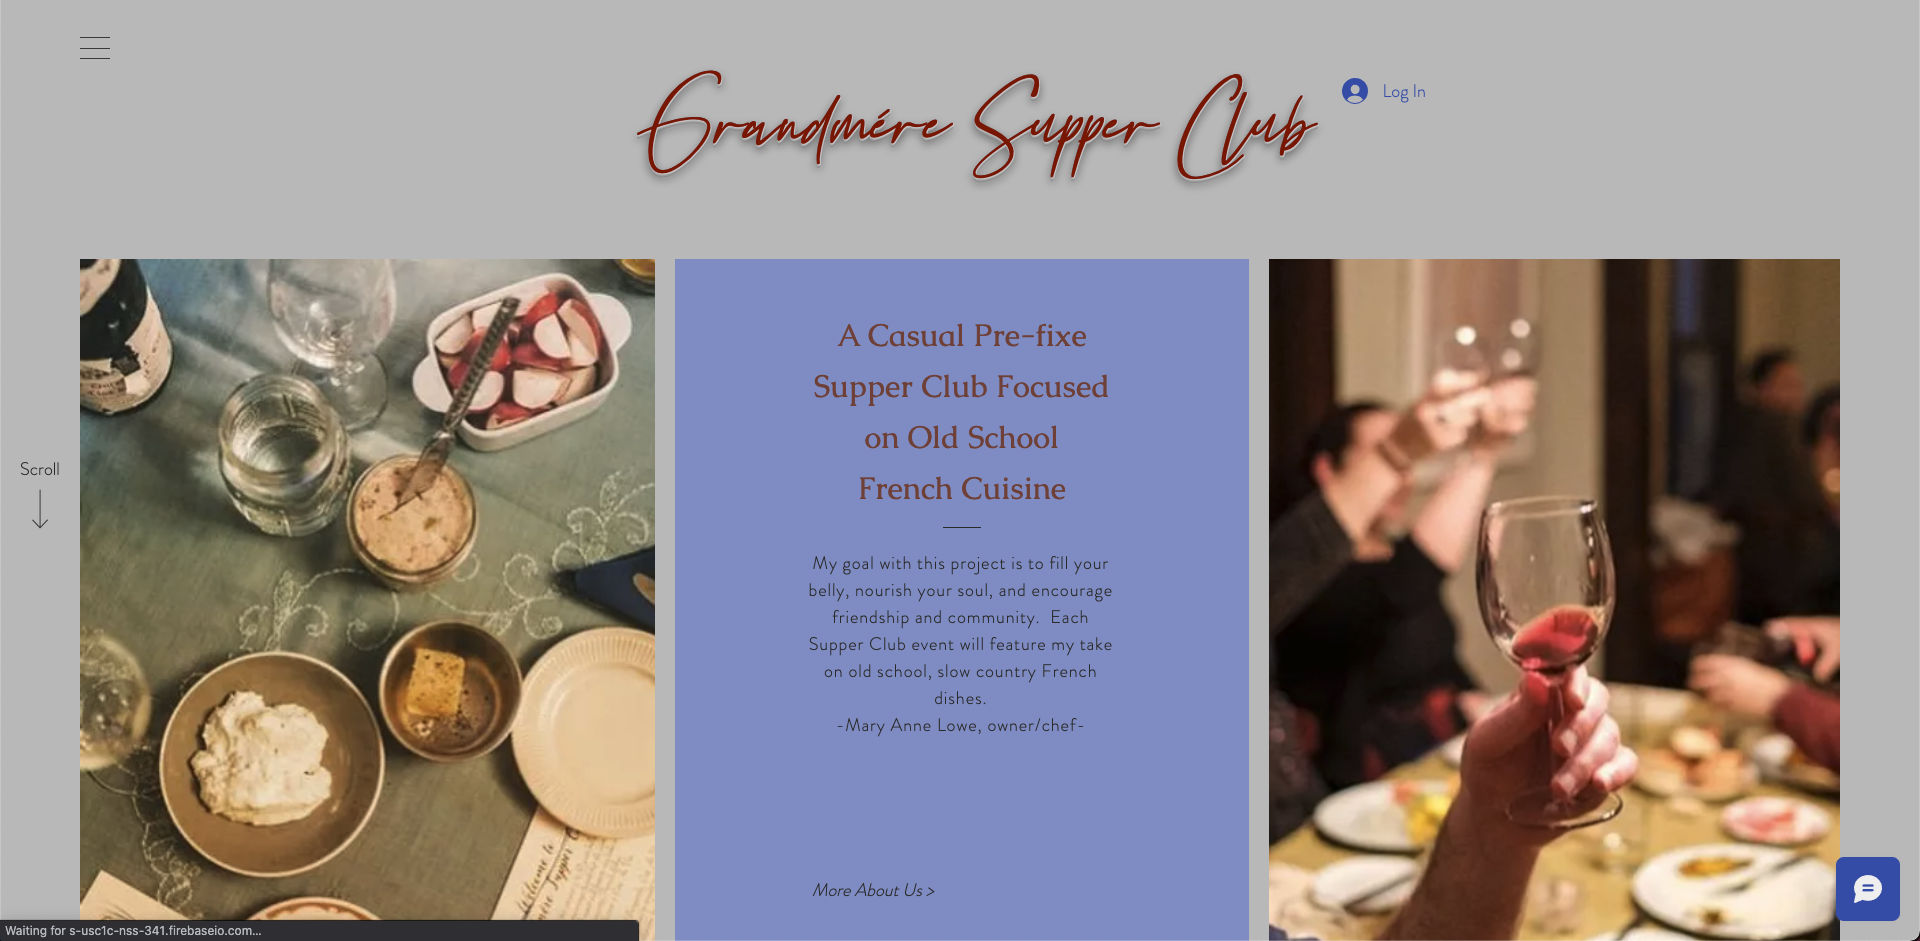 Grandmére Supper Club
Log In
Scroll
A Casual Pre-fixe
Supper Club Focused
on Old School
French Cuisine
My goal with this project is to fill your
belly, nourish your soul, and encourage
friendship and community.  Each
Supper Club event will feature my take
on old school, slow country French
dishes.
-Mary Anne Lowe, owner/chef-
More About Us >
Welcome to
Supper
Waiting for s-usc1c-nss-341.firebaseio.com...